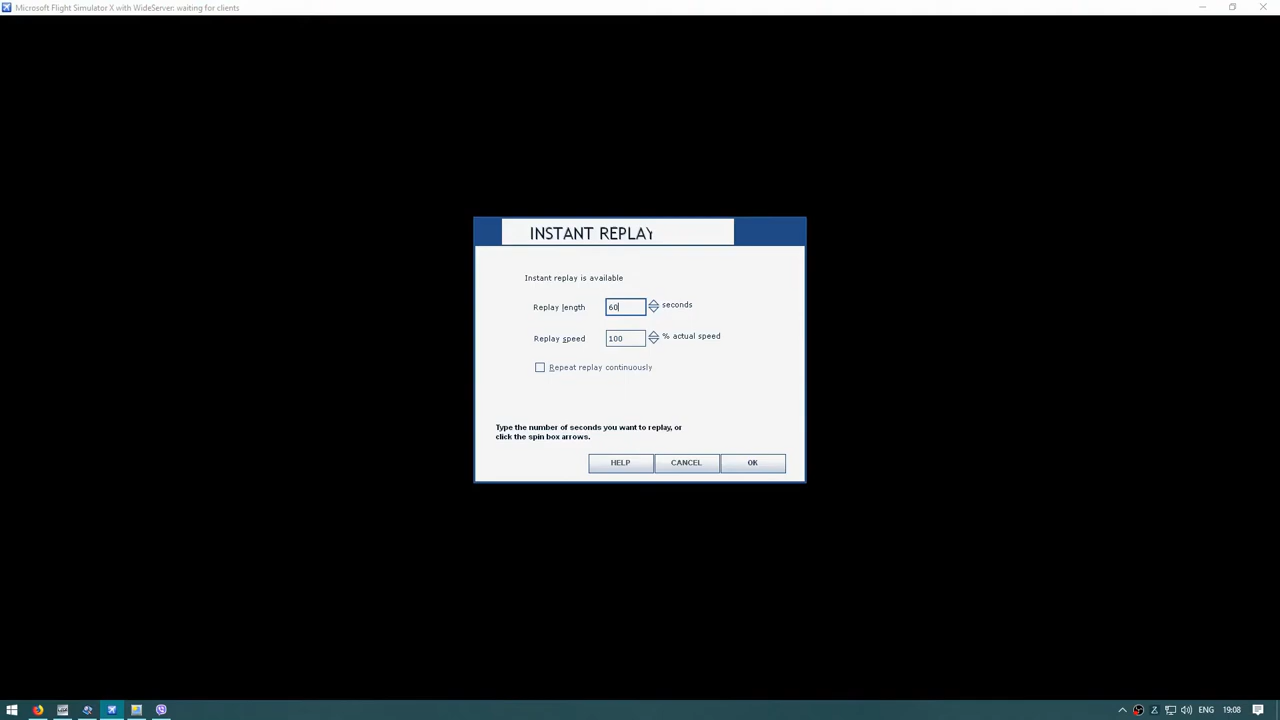 Microsoft Flight Simulator X with WideServer: waiting for clients
INSTANT REPLAY
Instant replay is available
Replay length 60 seconds
Replay speed 100 % actual speed
Repeat replay continuously
Type the number of seconds you want to replay, or
click the spin box arrows.
HELP CANCEL OK
ENG 19:08